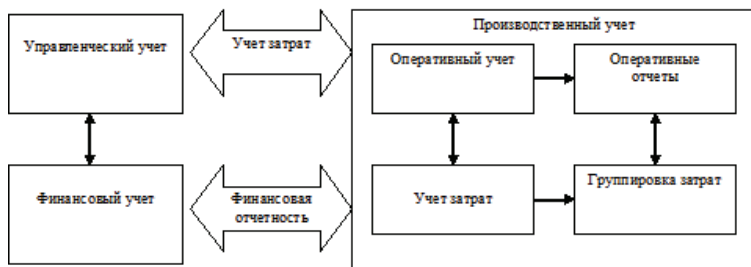 Производственный учет
Управленческий учет
Учет затрат
Оперативный учет
Оперативные
отчеты
Финансовый учет
Финансовая
отчетность
Учет затрат
Группировка затрат